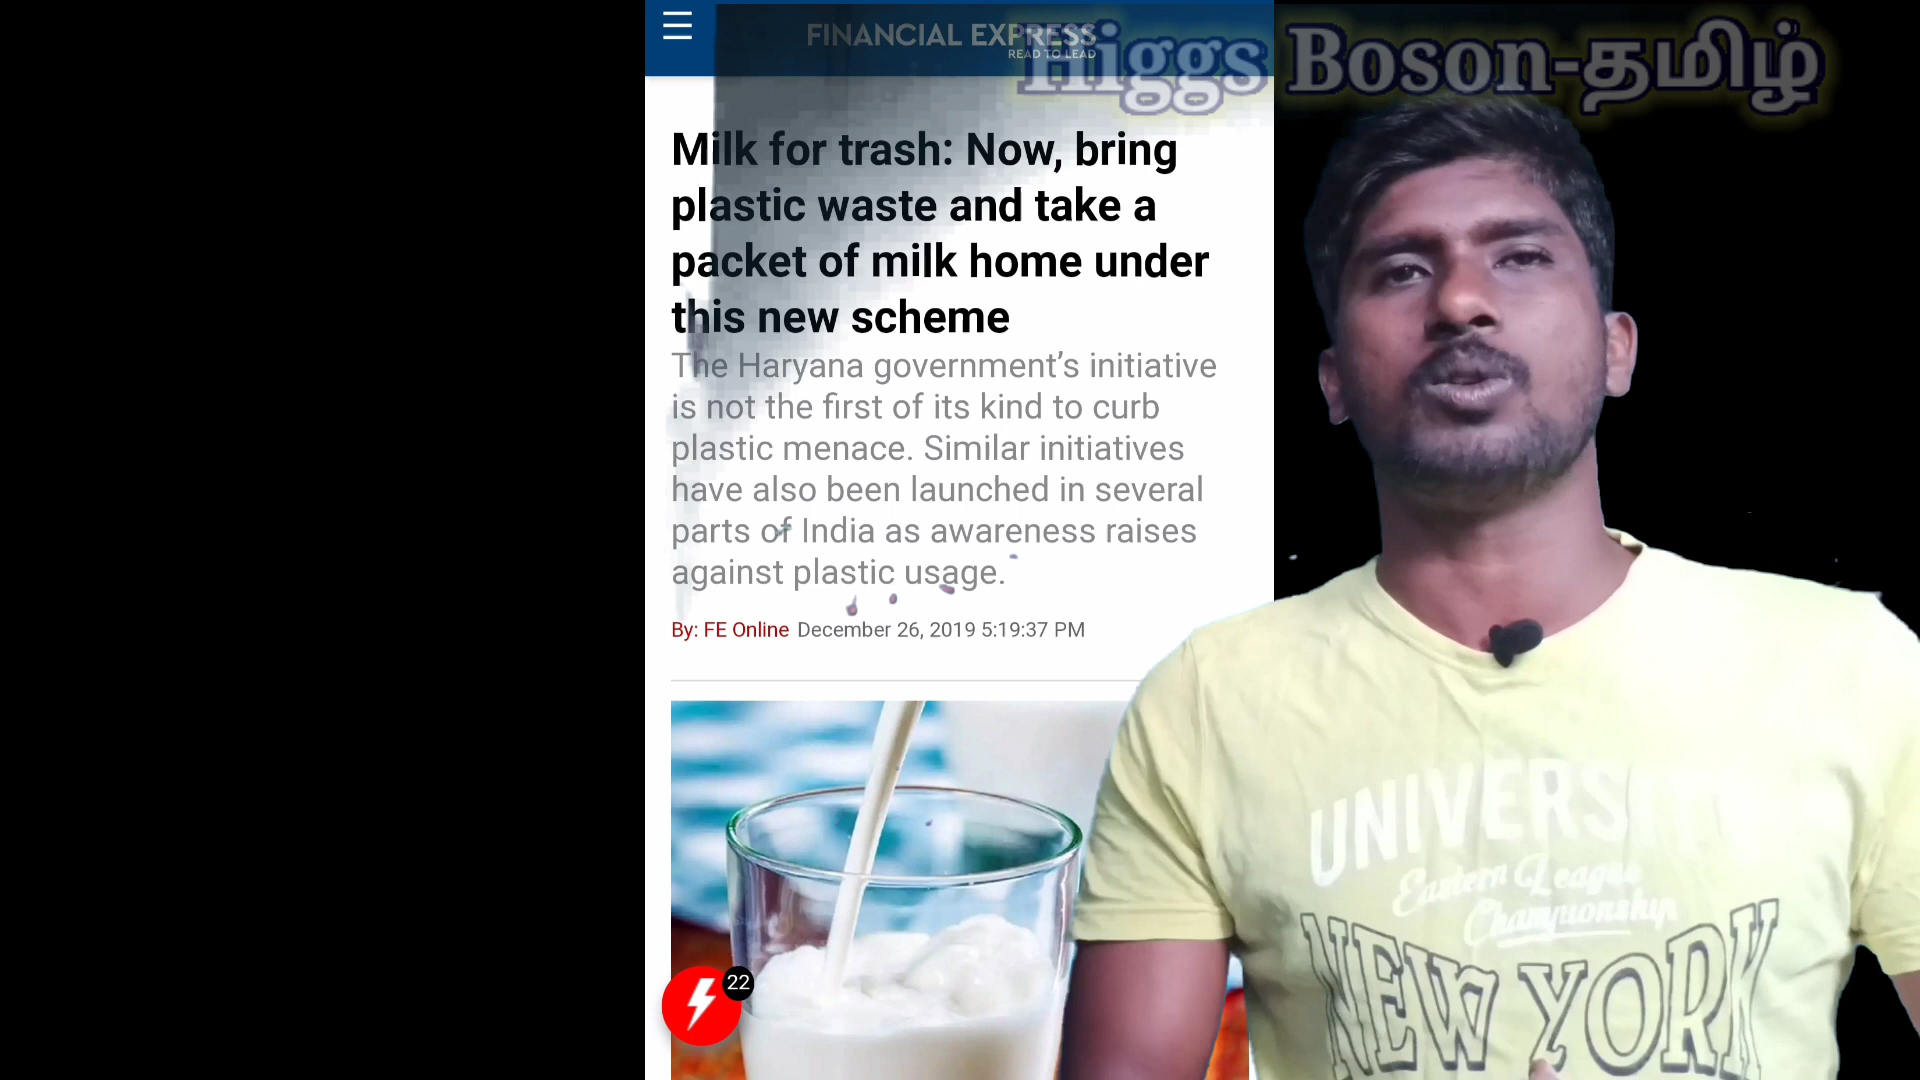 FINANCIAL EXPRESS
READ TO LEAD
Higgs Boson-தமிழ்
Milk for trash: Now, bring
plastic waste and take a
packet of milk home under
this new scheme
The Haryana government’s initiative
is not the first of its kind to curb
plastic menace. Similar initiatives
have also been launched in several
parts of India as awareness raises
against plastic usage.
By: FE Online December 26, 2019 5:19:37 PM
22
UNIVERSITY
Eastern League
Championship
NEW YORK